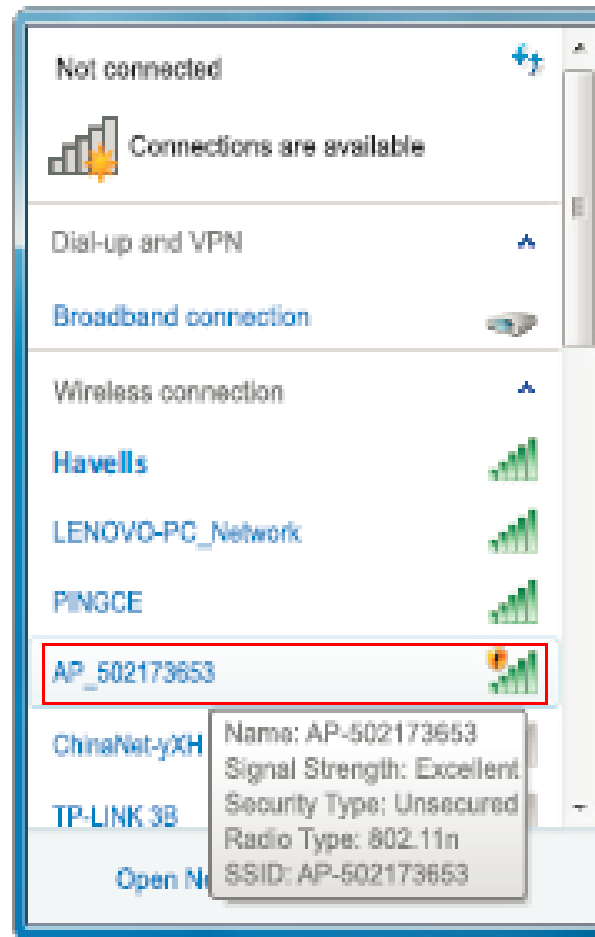 Not connected
Connections are available
Dial-up and VPN
Broadband connection
Wireless connection
Havells
LENOVO-PC_Network
PINGCE
AP_502173653
ChinaNet-yXH
Name: AP-502173653
Signal Strength: Excellent
Security Type: Unsecured
Radio Type: 802.11n
SSID: AP-502173653
TP-LINK 3B
Open Ne